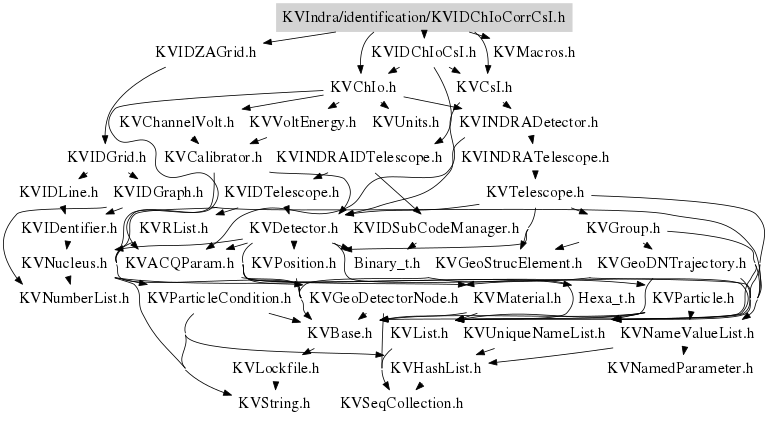 KVIndra/identification/KVIDChIoCorrCsI.h
KVIDZAGrid.h KVIDChIoCsI.h KVMacros.h
KVChIo.h KVCsI.h
KVChannelVolt.h KVVoltEnergy.h KVUnits.h KVINDRADetector.h
KVIDGrid.h KVCalibrator.h KVINDRAIDTelescope.h KVINDRATelescope.h
KVIDLine.h KVIDGraph.h KVIDTelescope.h KVTelescope.h
KVIDentifier.h KVRList.h KVDetector.h KVIDSubCodeManager.h KVGroup.h
KVNucleus.h KVACQParam.h KVPosition.h Binary_t.h KVGeoStrucElement.h KVGeoDNTrajectory.h
KVNumberList.h KVParticleCondition.h KVGeoDetectorNode.h KVMaterial.h Hexa_t.h KVParticle.h
KVBase.h KVList.h KVUniqueNameList.h KVNameValueList.h
KVLockfile.h KVHashList.h KVNamedParameter.h
KVString.h KVSeqCollection.h